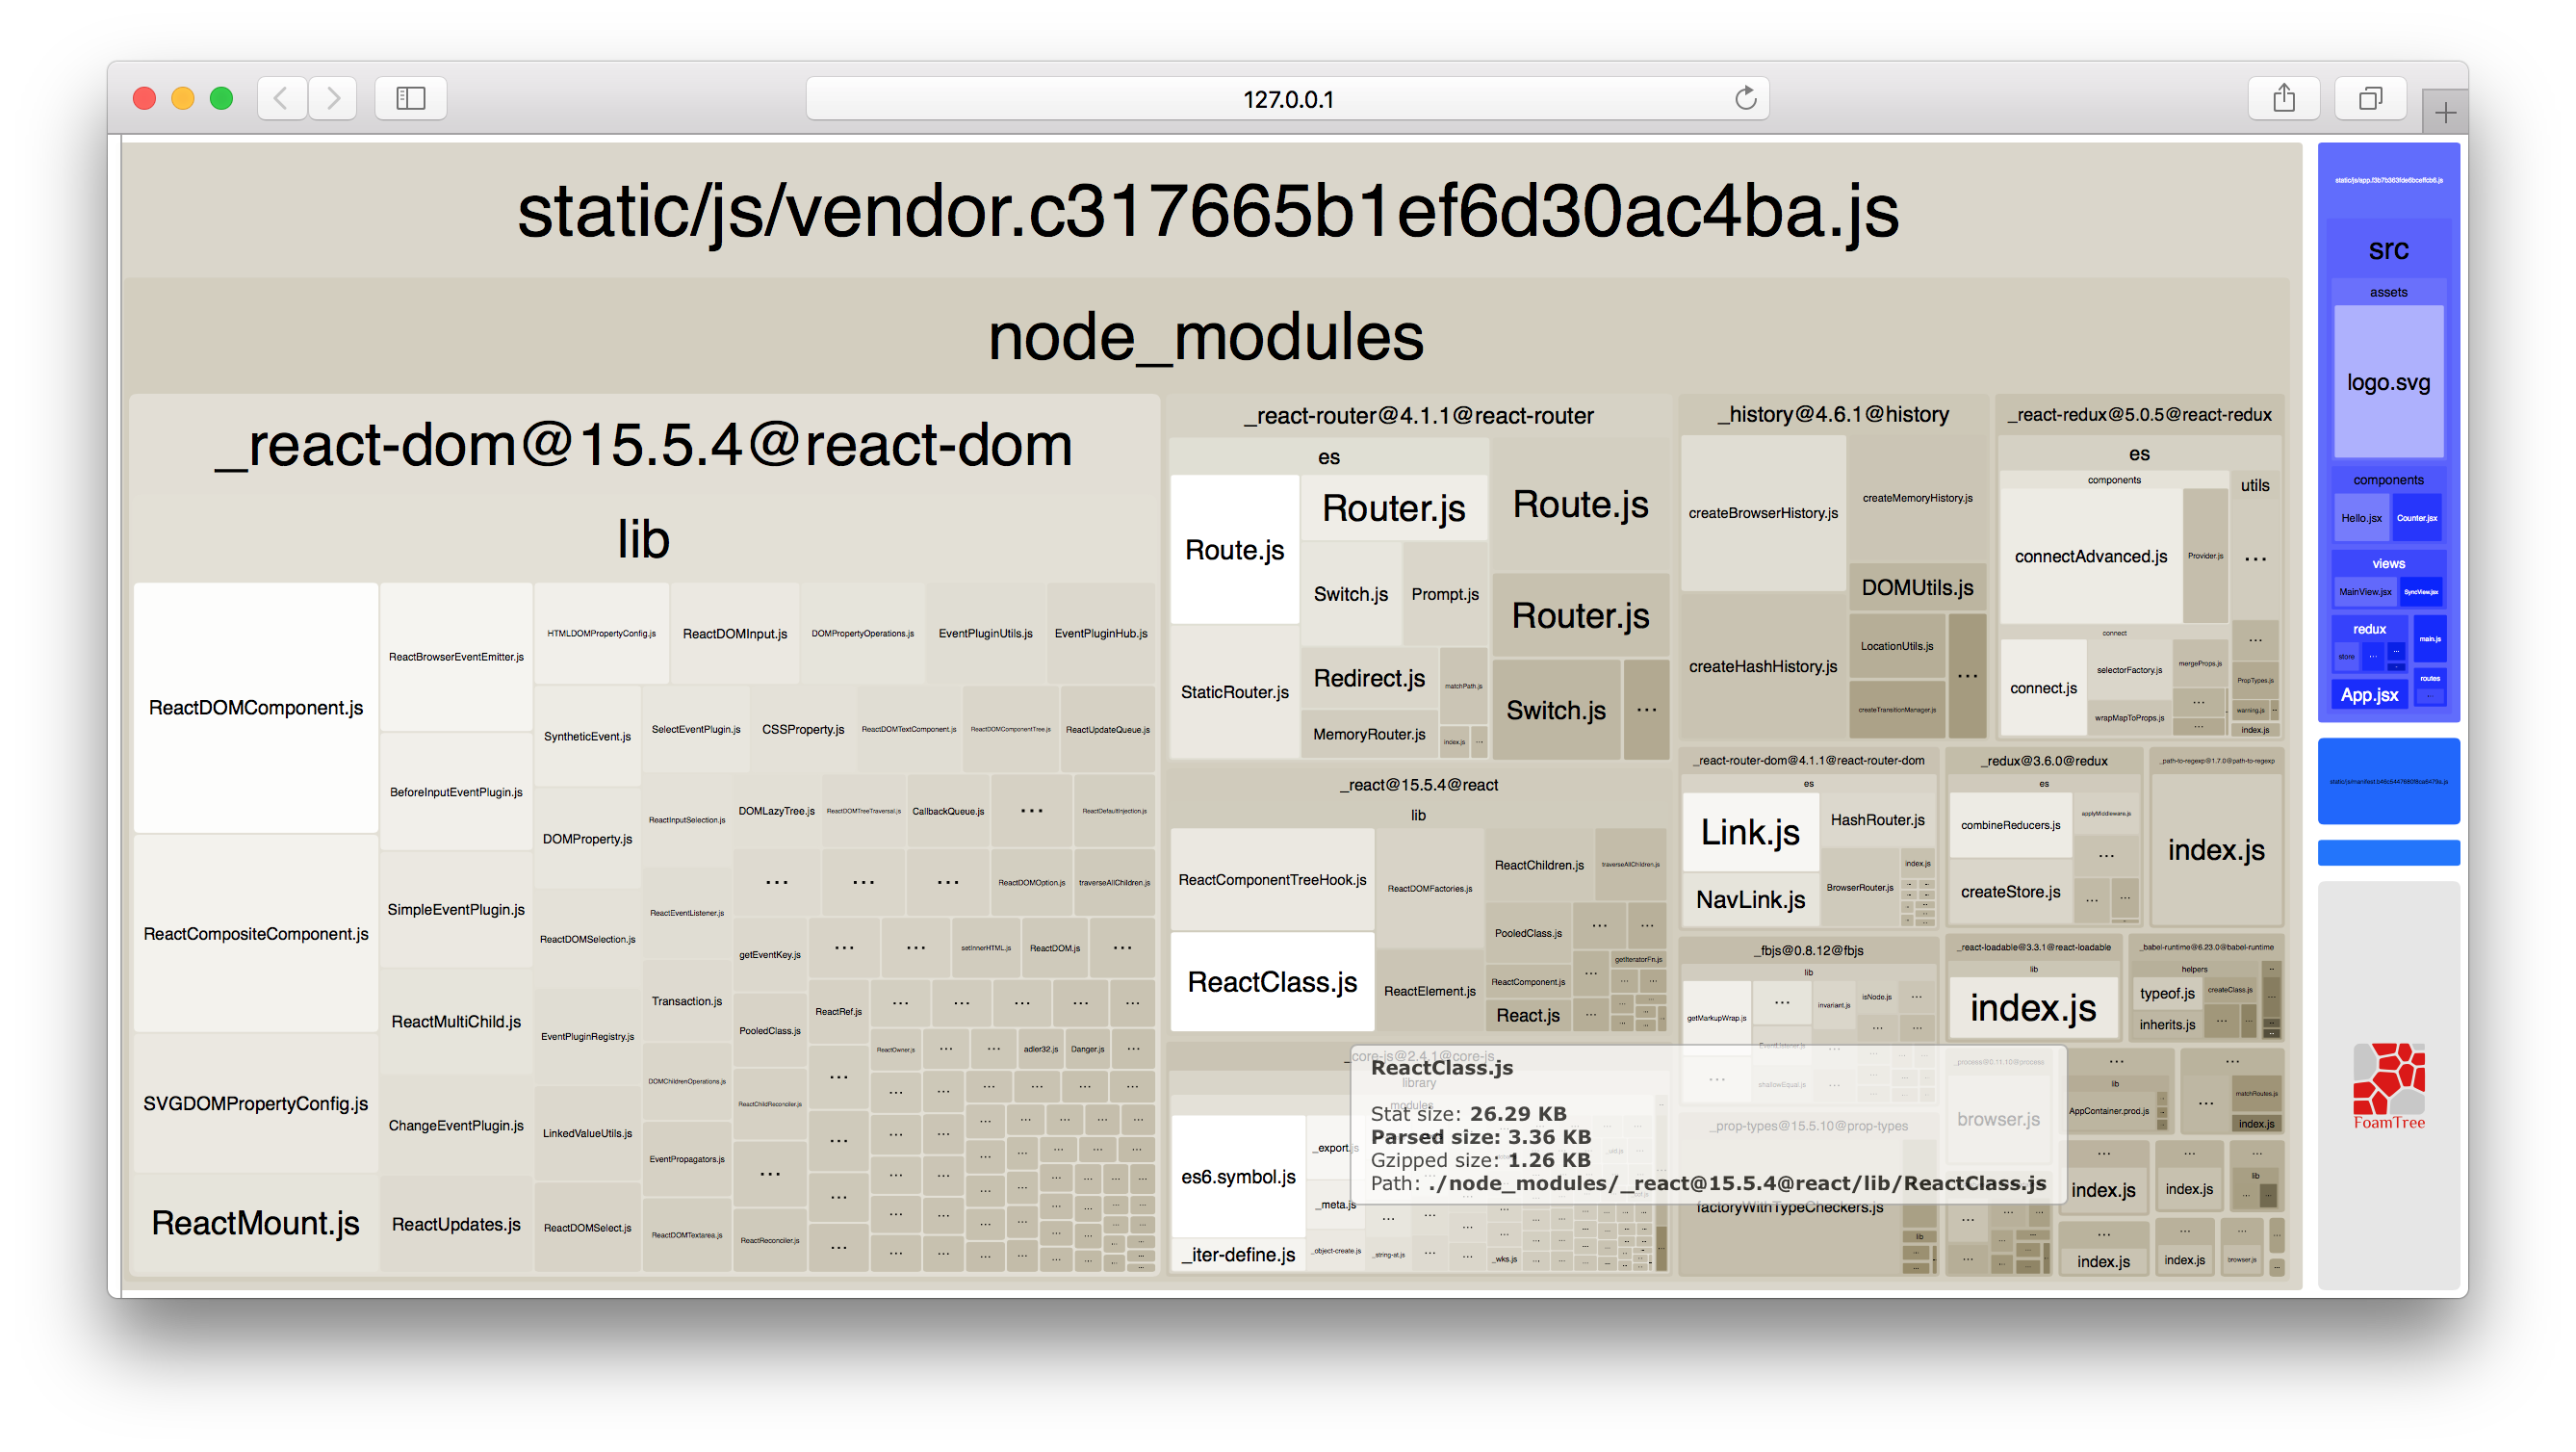 127.0.0.1
static/js/vendor.c317665b1ef6d30ac4ba.js
node_modules
_react-dom@15.5.4@react-dom
lib
ReactDOMComponent.js
ReactCompositeComponent.js
SVGDOMPropertyConfig.js
ReactMount.js
ReactBrowserEventEmitter.js
BeforeInputEventPlugin.js
SimpleEventPlugin.js
ReactMultiChild.js
ChangeEventPlugin.js
ReactUpdates.js
HTMLDOMPropertyConfig.js
ReactDOMInput.js
DOMPropertyOperations.js
EventPluginUtils.js
EventPluginHub.js
SyntheticEvent.js
SelectEventPlugin.js
CSSProperty.js
ReactDOMTextComponent.js
ReactDOMComponentTree.js
ReactUpdateQueue.js
DOMProperty.js
ReactInputSelection.js
DOMLazyTree.js
ReactDOMTreeTraversal.js
CallbackQueue.js
...
ReactDefaultInjection.js
ReactDOMOption.js
traverseAllChildren.js
ReactDOMSelection.js
ReactEventListener.js
getEventKey.js
setInnerHTML.js
ReactDOM.js
EventPluginRegistry.js
Transaction.js
PooledClass.js
ReactRef.js
ReactOwner.js
adler32.js
Danger.js
LinkedValueUtils.js
DOMChildrenOperations.js
ReactChildReconciler.js
EventPropagators.js
ReactDOMSelect.js
ReactDOMTextarea.js
ReactReconciler.js
_react-router@4.1.1@react-router
es
Route.js
Router.js
Switch.js
Prompt.js
StaticRouter.js
Redirect.js
matchPath.js
MemoryRouter.js
index.js
Route.js
Router.js
Switch.js
...
_react@15.5.4@react
lib
ReactComponentTreeHook.js
ReactClass.js
ReactDOMFactories.js
ReactElement.js
ReactChildren.js
traverseAllChildren.js
PooledClass.js
getIteratorFn.js
ReactComponent.js
React.js
_core-js@2.4.1@core-js
library
modules
es6.symbol.js
_iter-define.js
_export.js
_meta.js
_object-create.js
_string-at.js
_wks.js
ReactClass.js
Stat size: 26.29 KB
Parsed size: 3.36 KB
Gzipped size: 1.26 KB
Path: ./node_modules/_react@15.5.4@react/lib/ReactClass.js
_history@4.6.1@history
createBrowserHistory.js
createHashHistory.js
createMemoryHistory.js
DOMUtils.js
LocationUtils.js
createTransitionManager.js
...
_react-redux@5.0.5@react-redux
es
components
connectAdvanced.js
Provider.js
utils
...
connect
connect.js
selectorFactory.js
mergeProps.js
wrapMapToProps.js
PropTypes.js
warning.js
index.js
_react-router-dom@4.1.1@react-router-dom
es
Link.js
NavLink.js
HashRouter.js
BrowserRouter.js
index.js
_redux@3.6.0@redux
es
combineReducers.js
createStore.js
applyMiddleware.js
_path-to-regexp@1.7.0@path-to-regexp
index.js
_fbjs@0.8.12@fbjs
lib
getMarkupWrap.js
invariant.js
isNode.js
EventListener.js
shallowEqual.js
_react-loadable@3.3.1@react-loadable
lib
index.js
_babel-runtime@6.23.0@babel-runtime
helpers
typeof.js
createClass.js
inherits.js
_process@0.11.10@process
browser.js
_prop-types@15.5.10@prop-types
factoryWithTypeCheckers.js
lib
lib
AppContainer.prod.js
matchRoutes.js
index.js
index.js
index.js
lib
index.js
index.js
browser.js
src
assets
logo.svg
components
Hello.jsx
Counter.jsx
views
MainView.jsx
SyncView.jsx
redux
store
main.js
routes
App.jsx
FoamTree